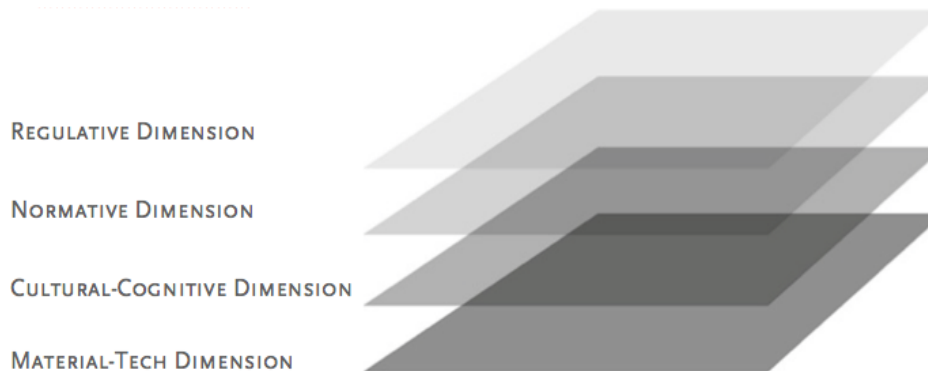 Regulative Dimension
Normative Dimension
Cultural-Cognitive Dimension
Material-Tech Dimension